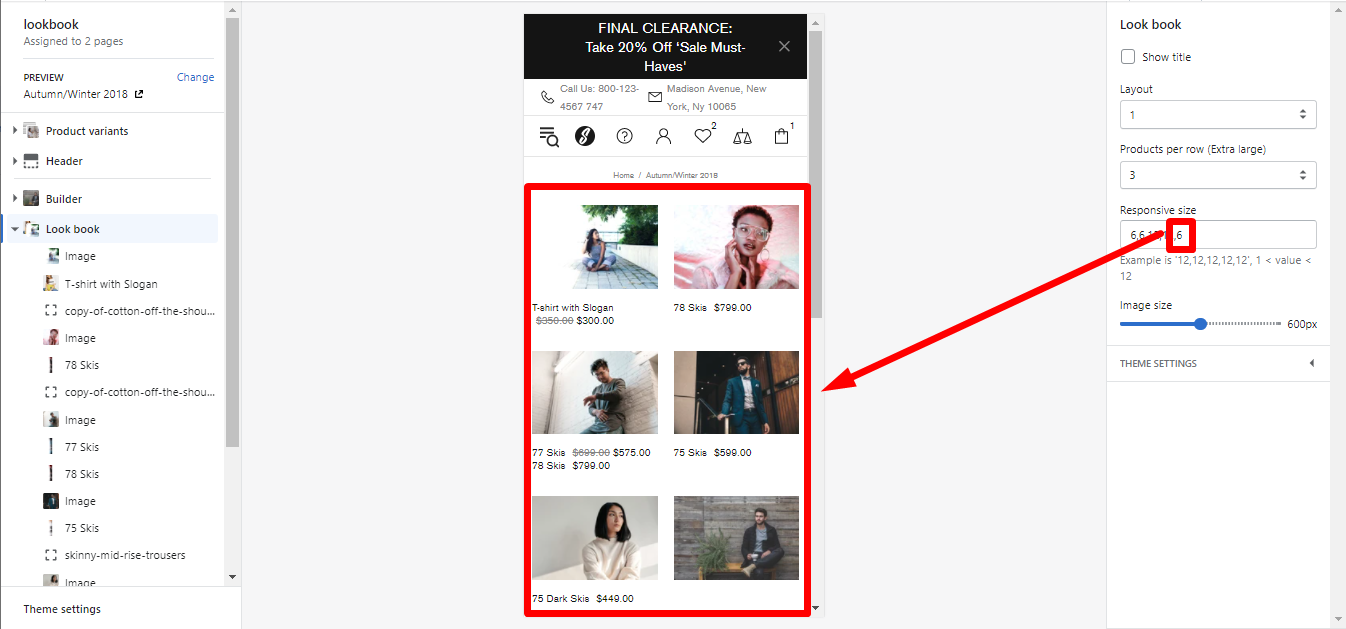 lookbook
Assigned to 2 pages
PREVIEW
Change
Autumn/Winter 2018
Product variants
Header
Builder
Look book
Image
T-shirt with Slogan
copy-of-cotton-off-the-shou...
Image
78 Skis
copy-of-cotton-off-the-shou...
Image
77 Skis
78 Skis
Image
75 Skis
skinny-mid-rise-trousers
Image
Theme settings
FINAL CLEARANCE:
Take 20% Off 'Sale Must-
Haves'
Call Us: 800-123-
4567 747
Madison Avenue, New
York, Ny 10065
2
1
Home / Autumn/Winter 2018
T-shirt with Slogan
$350.00 $300.00
78 Skis $799.00
77 Skis $699.00 $575.00
78 Skis $799.00
75 Skis $599.00
75 Dark Skis $449.00
Look book
Show title
Layout
1
Products per row (Extra large)
3
Responsive size
6,6
,6
Example is '12,12,12,12,12', 1 < value <
12
Image size
600px
THEME SETTINGS